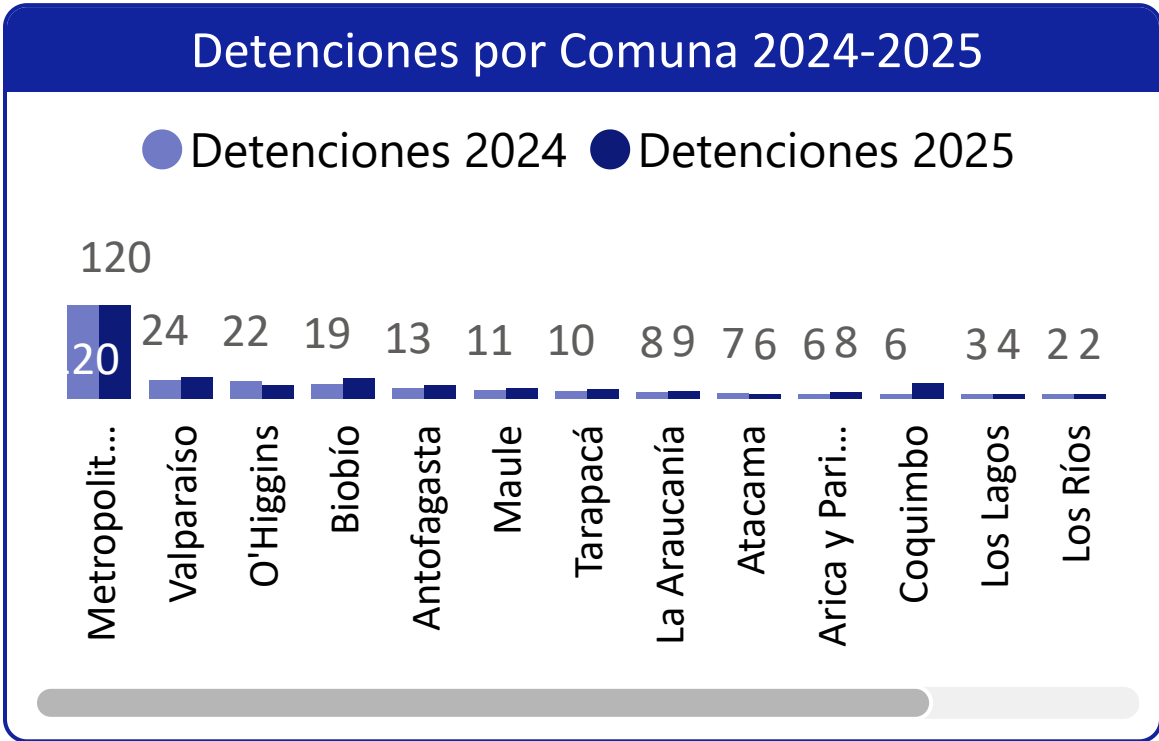 Detenciones por Comuna 2024-2025
Detenciones 2024 Detenciones 2025
120
20
24 22 19 13 11 10 8 9 7 6 6 8 6 3 4 2 2
Metropolit...
Valparaíso
O'Higgins
Biobío
Antofagasta
Maule
Tarapacá
La Araucanía
Atacama
Arica y Pari...
Coquimbo
Los Lagos
Los Ríos